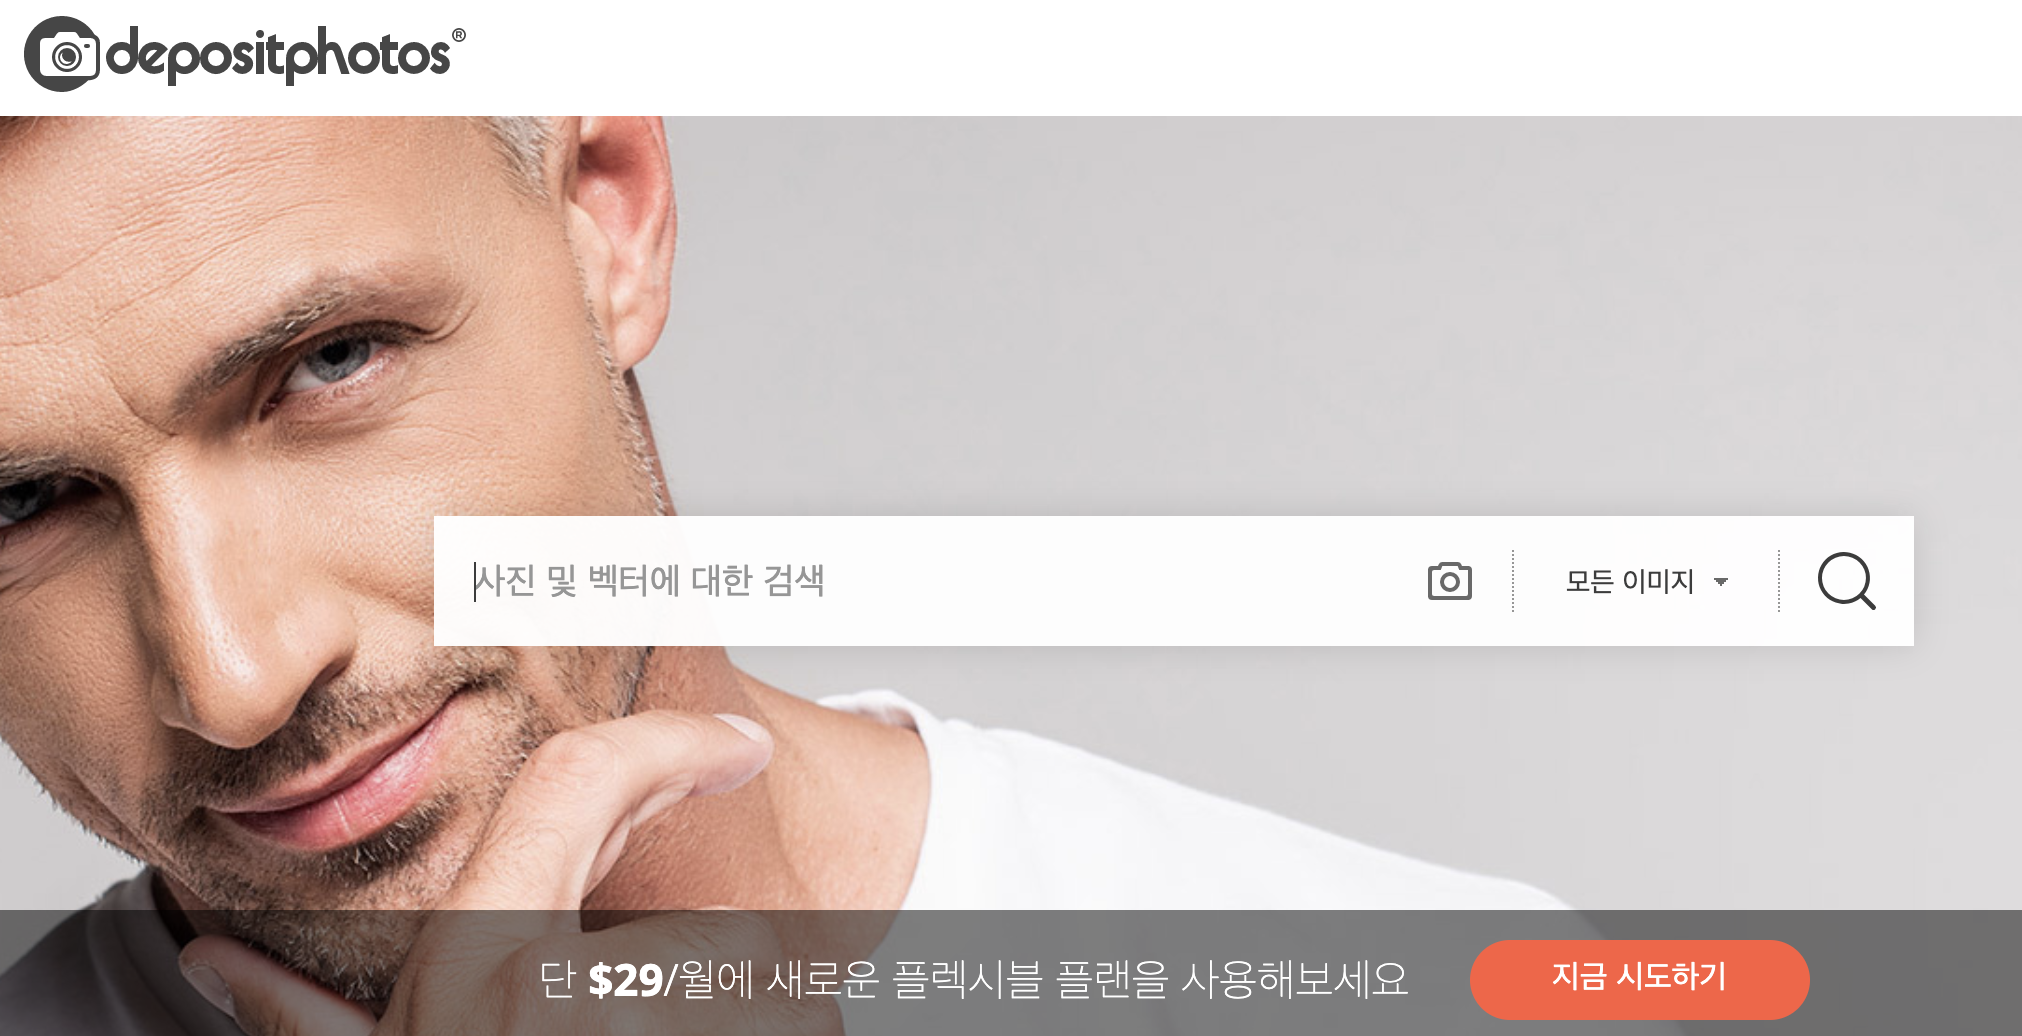 depositphotos®
사진 및 벡터에 대한 검색
모든 이미지
단 $29/월에 새로운 플렉시블 플랜을 사용해보세요
지금 시도하기